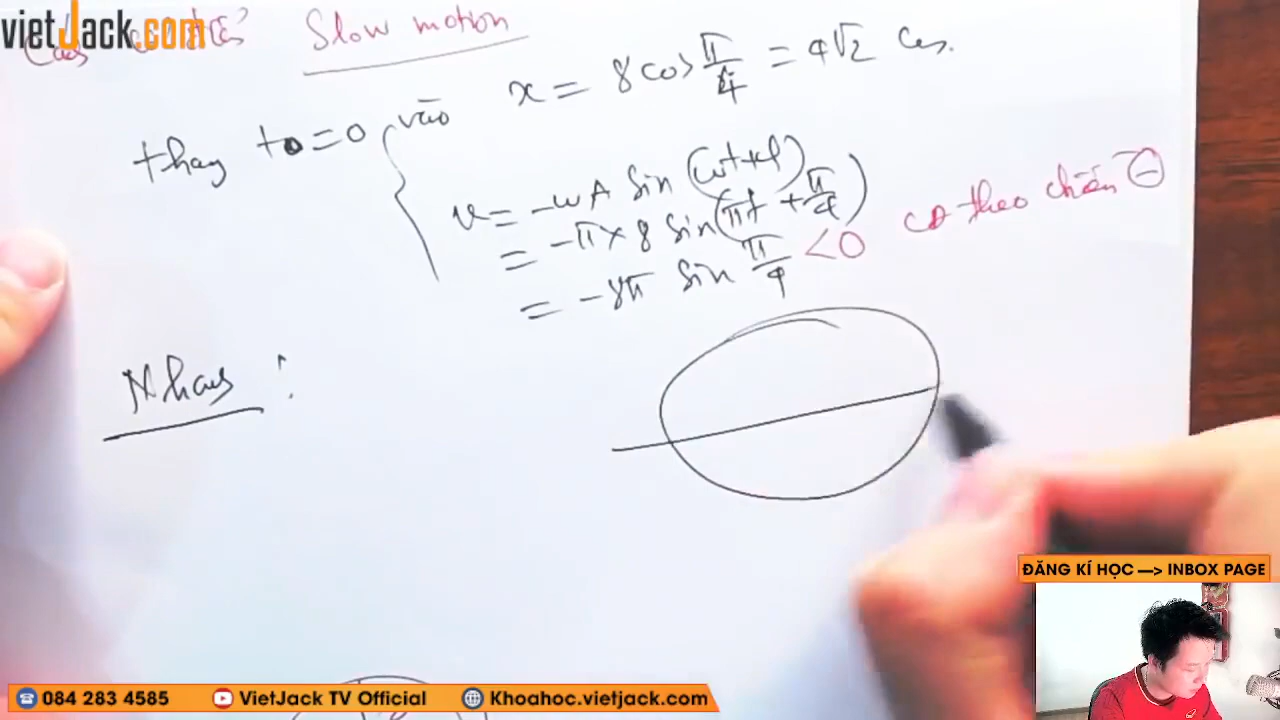 vietJack.com
Slow motion
thay t0=0 vào x = 8cos π/4 = 4√2 cm.
v = -ωA sin(ωt+φ)
= -π×8 sin(πt + π/4)
= -8π sin π/4 <0 cđ theo chiều ⊖
Nhanh :
ĐĂNG KÍ HỌC —> INBOX PAGE
084 283 4585 VietJack TV Official Khoahoc.vietjack.com